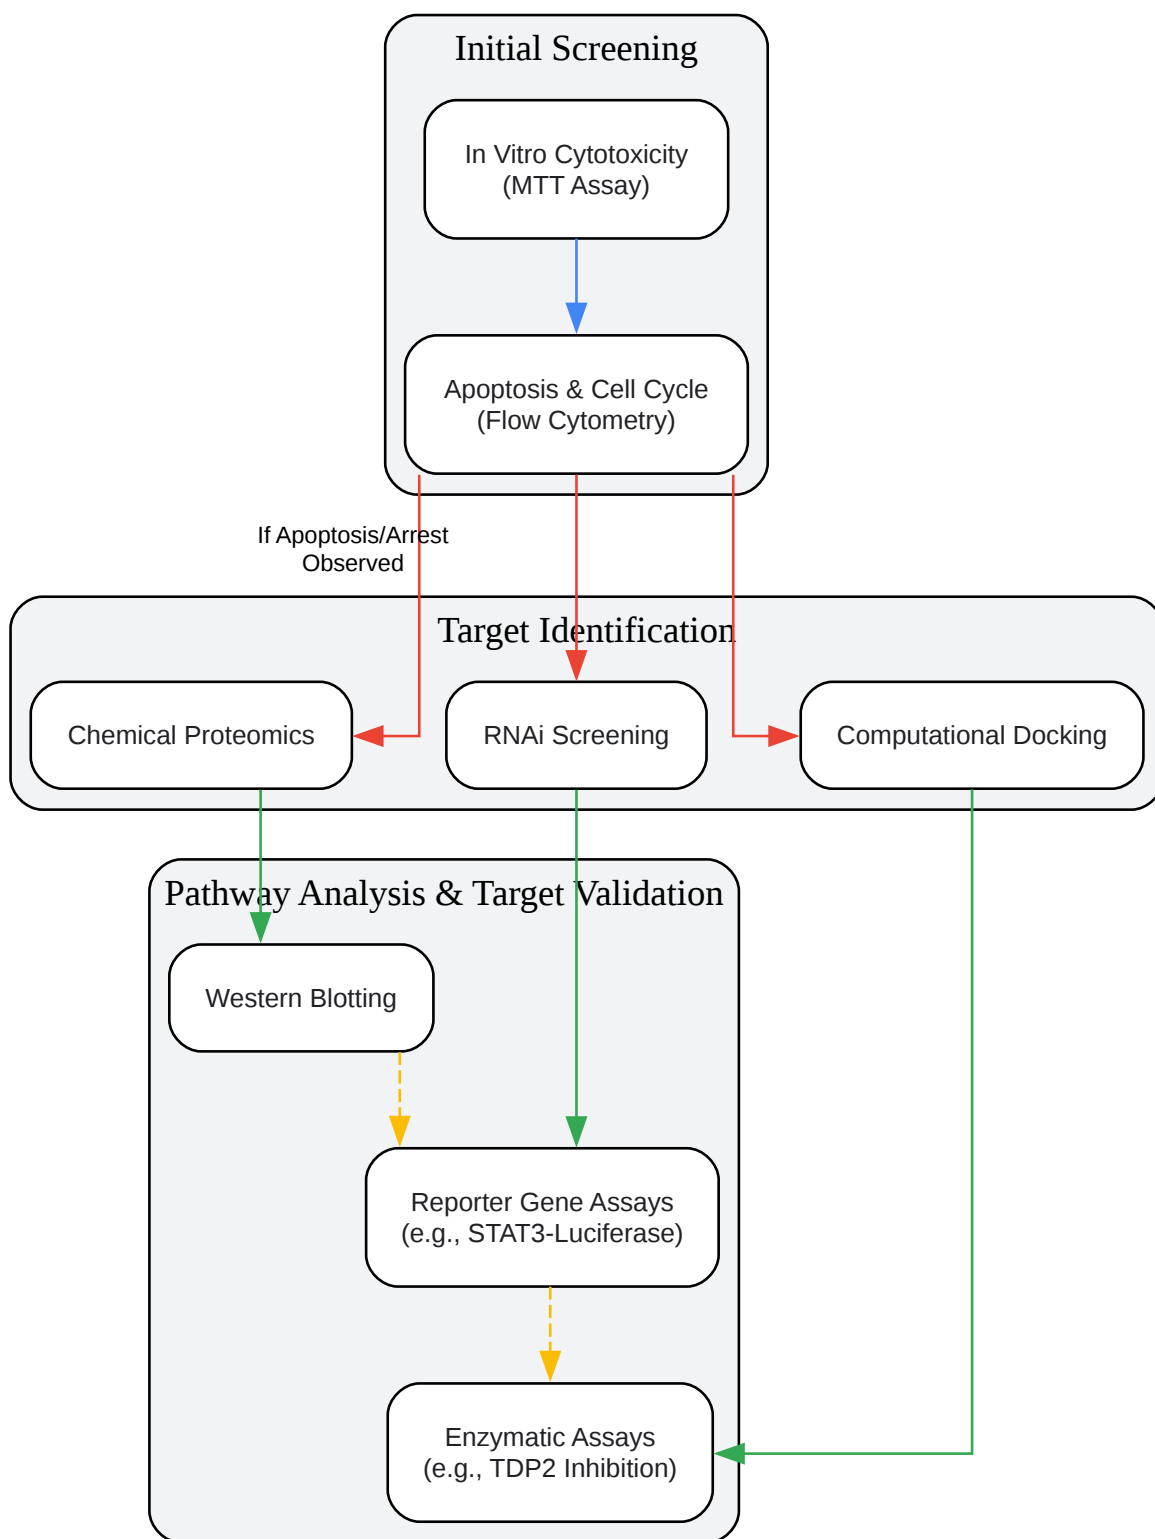 Initial Screening
In Vitro Cytotoxicity
(MTT Assay)
Apoptosis & Cell Cycle
(Flow Cytometry)
If Apoptosis/Arrest
Observed
Target Identification
Chemical Proteomics
RNAi Screening
Computational Docking
Pathway Analysis & Target Validation
Western Blotting
Reporter Gene Assays
(e.g., STAT3-Luciferase)
Enzymatic Assays
(e.g., TDP2 Inhibition)